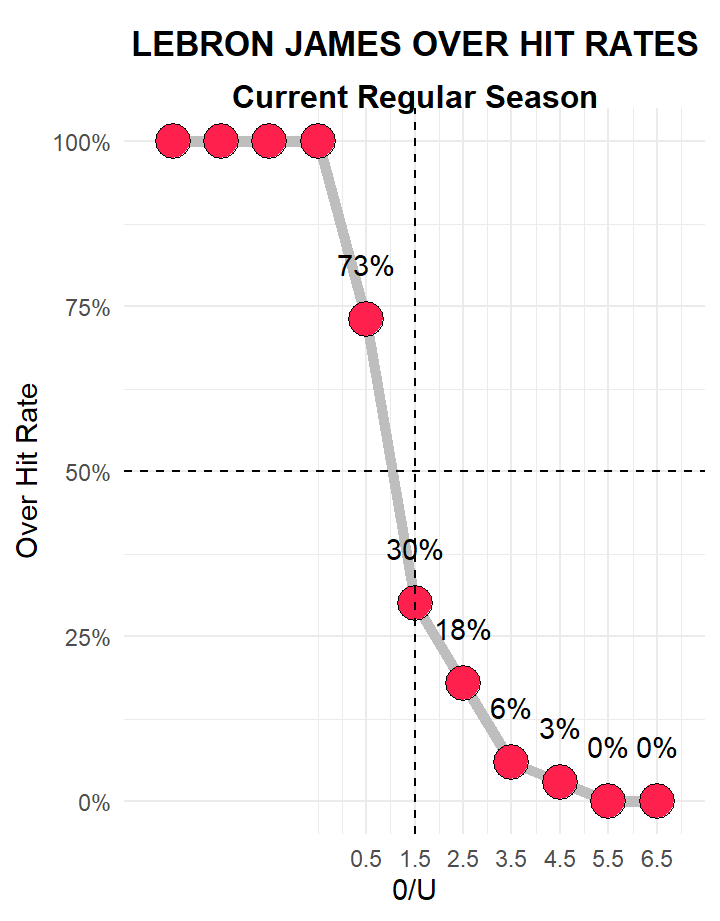 LEBRON JAMES OVER HIT RATES
Current Regular Season
Over Hit Rate
100%
75%
50%
25%
0%
73%
30%
18%
6%
3%
0%
0%
0.5 1.5 2.5 3.5 4.5 5.5 6.5
0/U